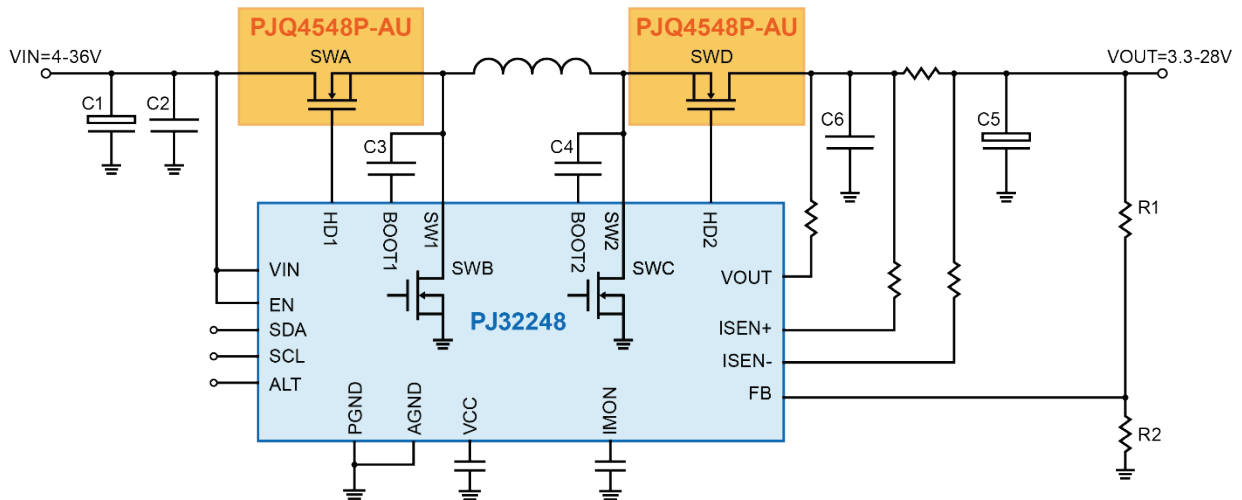 PJQ4548P-AU
PJQ4548P-AU
VIN=4-36V
SWA
SWD
VOUT=3.3-28V
C1
C2
C3
C4
C6
C5
HD1
BOOT1
SW1
BOOT2
SW2
HD2
R1
VIN
SWB
SWC
VOUT
EN
SDA
PJ32248
ISEN+
SCL
ISEN-
ALT
FB
PGND
AGND
VCC
IMON
R2